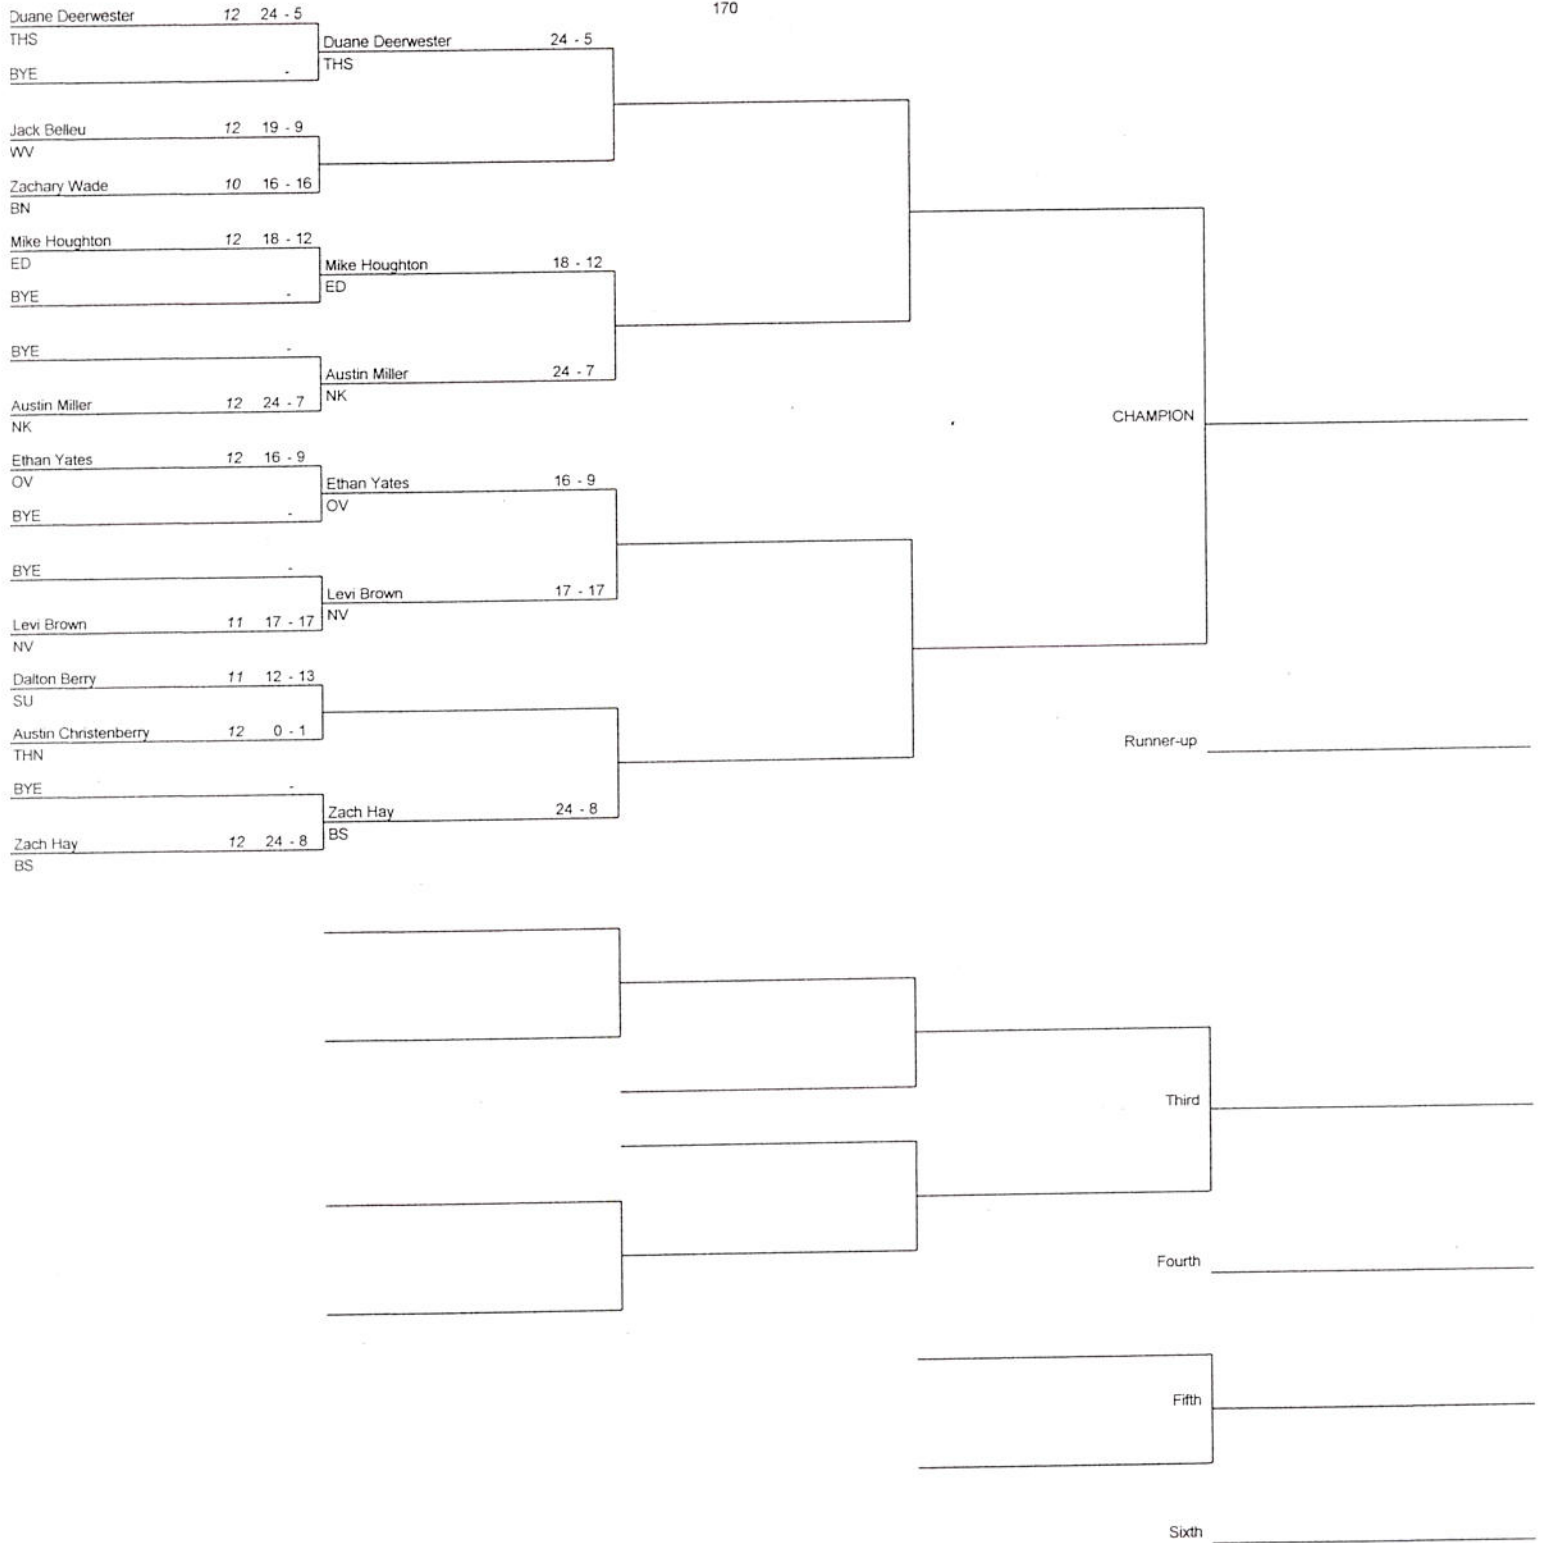 170
Duane Deerwester 12 24 - 5
THS
BYE -
Duane Deerwester 24 - 5
THS
Jack Belleu 12 19 - 9
WV
Zachary Wade 10 16 - 16
BN
Mike Houghton 12 18 - 12
ED
BYE -
Mike Houghton 18 - 12
ED
BYE -
Austin Miller 12 24 - 7
NK
Austin Miller 24 - 7
NK
Ethan Yates 12 16 - 9
OV
BYE -
Ethan Yates 16 - 9
OV
BYE -
Levi Brown 11 17 - 17
NV
Levi Brown 17 - 17
NV
Dalton Berry 11 12 - 13
SU
Austin Christenberry 12 0 - 1
THN
BYE -
Zach Hay 12 24 - 8
BS
Zach Hay 24 - 8
BS
CHAMPION
Runner-up
Third
Fourth
Fifth
Sixth